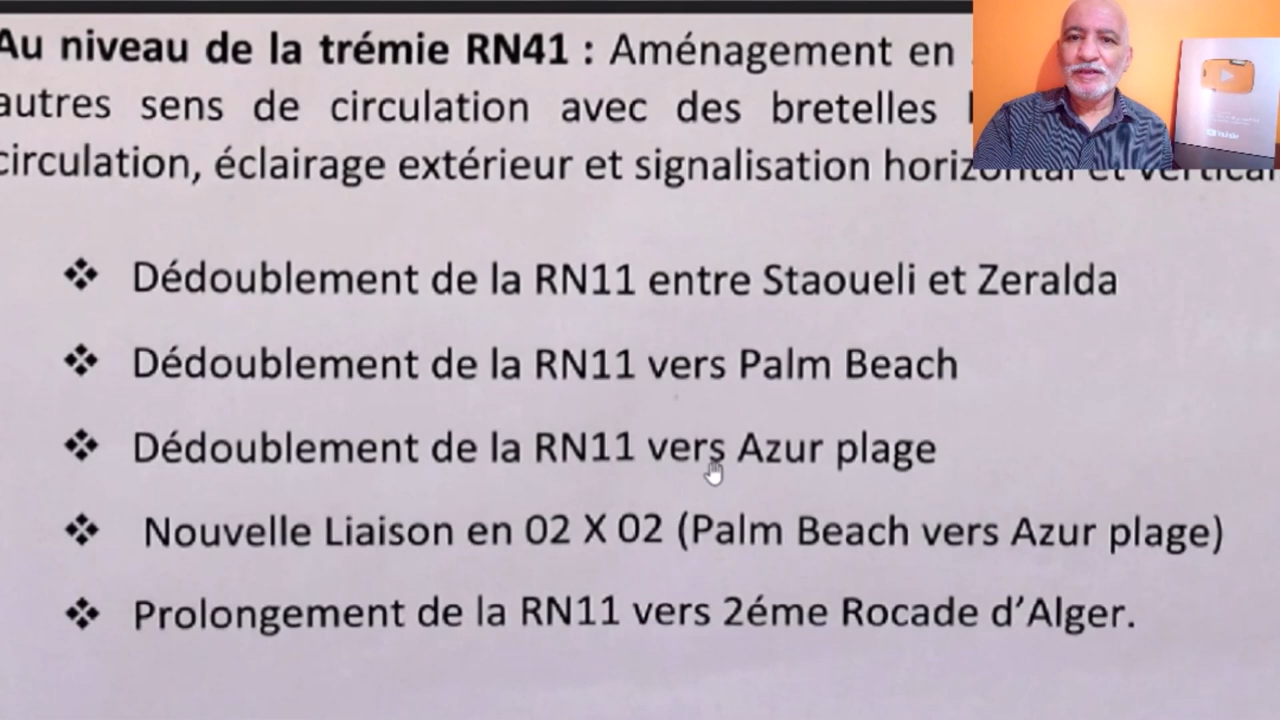 Au niveau de la trémie RN41 : Aménagement en
autres sens de circulation avec des bretelles
circulation, éclairage extérieur et signalisation horizontal et vertical
❖ Dédoublement de la RN11 entre Staoueli et Zeralda
❖ Dédoublement de la RN11 vers Palm Beach
❖ Dédoublement de la RN11 vers Azur plage
❖ Nouvelle Liaison en 02 X 02 (Palm Beach vers Azur plage)
❖ Prolongement de la RN11 vers 2éme Rocade d’Alger.